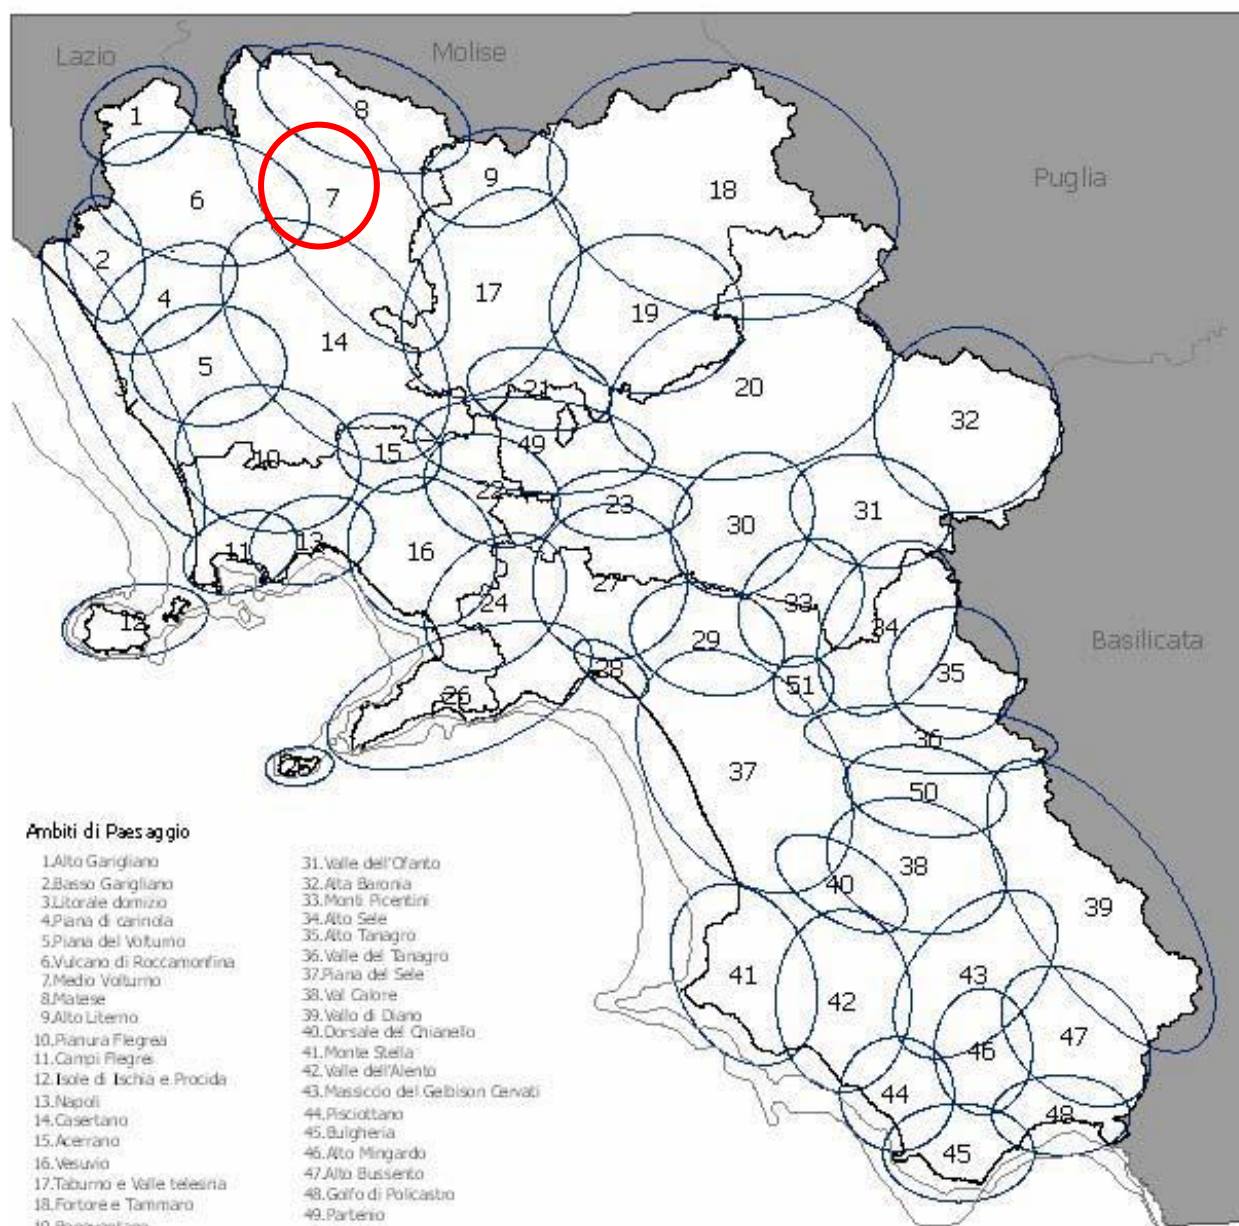 Lazio
Molise
Puglia
Basilicata
1
8
9
18
6
7
2
17
4
19
14
5
3
20
21
32
49
10
15
22
23
30
31
11
13
16
12
24
27
33
29
34
28
51
35
26
36
25
37
50
38
40
39
41
42
43
46
47
44
48
45
Ambiti di Paesaggio
1.Alto Garigliano
2.Basso Garigliano
3.Litorale domizio
4.Piana di carinola
5.Piana del Volturno
6.Vulcano di Roccamonfina
7.Medio Volturno
8.Matese
9.Alto Literno
10.Pianura Flegrea
11.Campi Flegrei
12.Isole di Ischia e Procida
13.Napoli
14.Casertano
15.Acerrano
16.Vesuvio
17.Taburno e Valle telesina
18.Fortore e Tammaro
31.Valle dell'Ofanto
32.Alta Baronia
33.Monti Picentini
34.Alto Sele
35.Alto Tanagro
36.Valle del Tanagro
37.Piana del Sele
38.Val Calore
39.Vallo di Diano
40.Dorsale del Chianello
41.Monte Stella
42.Valle dell'Alento
43.Massiccio del Gelbison Cervati
44.Pisciottano
45.Bulgheria
46.Alto Mingardo
47.Alto Bussento
48.Golfo di Policastro
49.Partenio